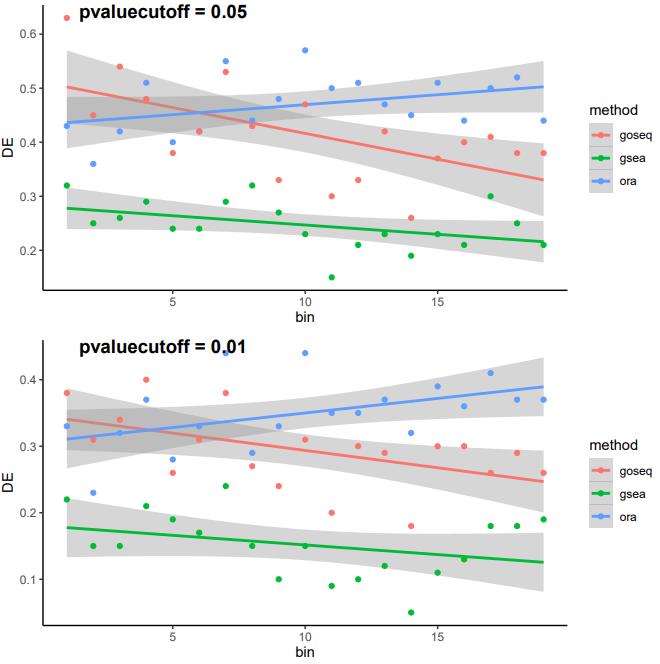 pvaluecutoff = 0.05
0.6
0.5
0.4
0.3
0.2
DE
5
10
15
bin
method
goseq
gsea
ora
pvaluecutoff = 0.01
0.4
0.3
0.2
0.1
DE
5
10
15
bin
method
goseq
gsea
ora